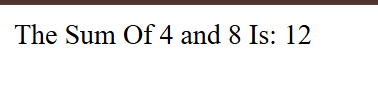 The Sum Of 4 and 8 Is: 12